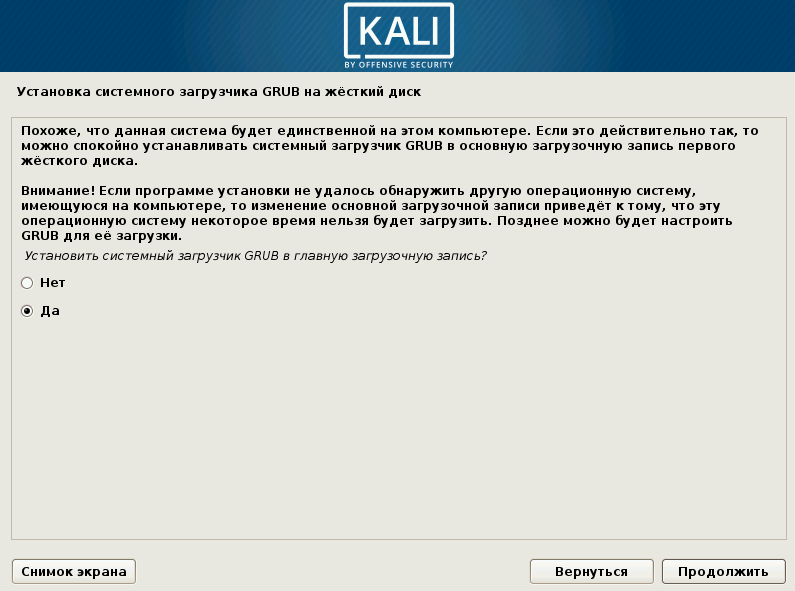 KALI
BY OFFENSIVE SECURITY
Установка системного загрузчика GRUB на жёсткий диск
Похоже, что данная система будет единственной на этом компьютере. Если это действительно так, то
можно спокойно устанавливать системный загрузчик GRUB в основную загрузочную запись первого
жёсткого диска.
Внимание! Если программе установки не удалось обнаружить другую операционную систему,
имеющуюся на компьютере, то изменение основной загрузочной записи приведёт к тому, что эту
операционную систему некоторое время нельзя будет загрузить. Позднее можно будет настроить
GRUB для её загрузки.
Установить системный загрузчик GRUB в главную загрузочную запись?
Нет
Да
Снимок экрана
Вернуться
Продолжить